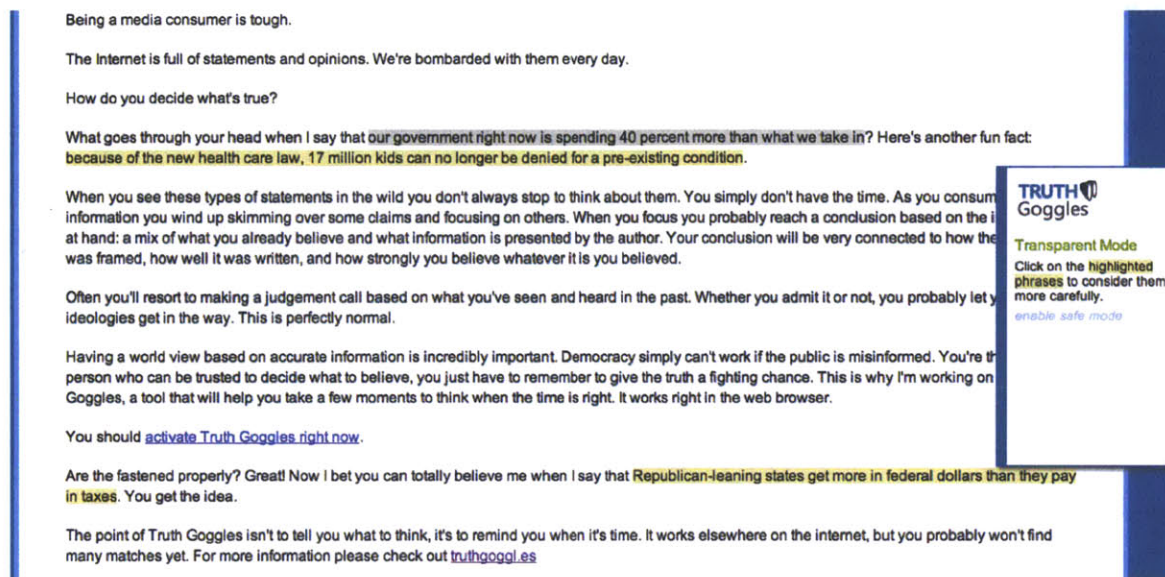 Being a media consumer is tough.
The Internet is full of statements and opinions. We're bombarded with them every day.
How do you decide what's true?
What goes through your head when I say that our government right now is spending 40 percent more than what we take in? Here's another fun fact:
because of the new health care law, 17 million kids can no longer be denied for a pre-existing condition.
When you see these types of statements in the wild you don't always stop to think about them. You simply don't have the time. As you consum
information you wind up skimming over some claims and focusing on others. When you focus you probably reach a conclusion based on the i
at hand: a mix of what you already believe and what information is presented by the author. Your conclusion will be very connected to how the
was framed, how well it was written, and how strongly you believe whatever it is you believed.
Often you'll resort to making a judgement call based on what you've seen and heard in the past. Whether you admit it or not, you probably let y
ideologies get in the way. This is perfectly normal.
Having a world view based on accurate information is incredibly important. Democracy simply can't work if the public is misinformed. You're th
person who can be trusted to decide what to believe, you just have to remember to give the truth a fighting chance. This is why I'm working on
Goggles, a tool that will help you take a few moments to think when the time is right. It works right in the web browser.
You should activate Truth Goggles right now.
Are the fastened properly? Great! Now I bet you can totally believe me when I say that Republican-leaning states get more in federal dollars than they pay
in taxes. You get the idea.
The point of Truth Goggles isn't to tell you what to think, it's to remind you when it's time. It works elsewhere on the internet, but you probably won't find
many matches yet. For more information please check out truthgoggl.es
TRUTH
Goggles
Transparent Mode
Click on the highlighted
phrases to consider them
more carefully.
enable safe mode